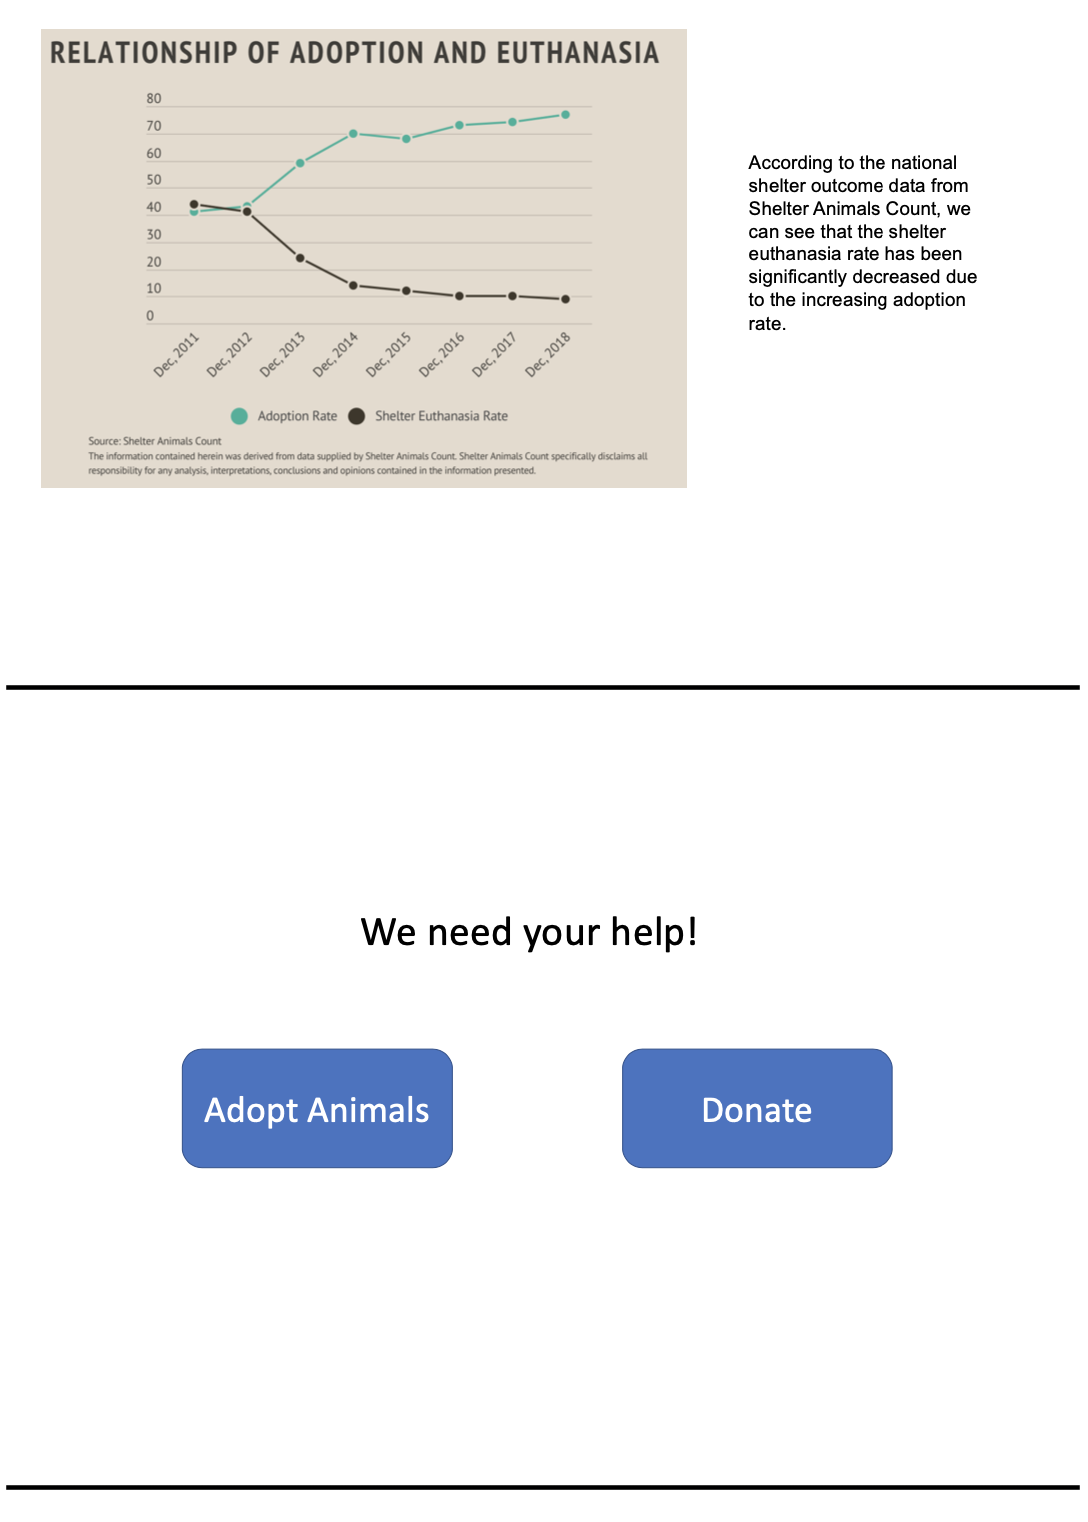 RELATIONSHIP OF ADOPTION AND EUTHANASIA
80
70
60
50
40
30
20
10
0
Dec, 2011
Dec, 2012
Dec, 2013
Dec, 2014
Dec, 2015
Dec, 2016
Dec, 2017
Dec, 2018
Adoption Rate
Shelter Euthanasia Rate
Source: Shelter Animals Count
The information contained herein was derived from data supplied by Shelter Animals Count. Shelter Animals Count specifically disclaims all
responsibility for any analysis, interpretations, conclusions and opinions contained in the information presented.
According to the national
shelter outcome data from
Shelter Animals Count, we
can see that the shelter
euthanasia rate has been
significantly decreased due
to the increasing adoption
rate.
We need your help!
Adopt Animals
Donate